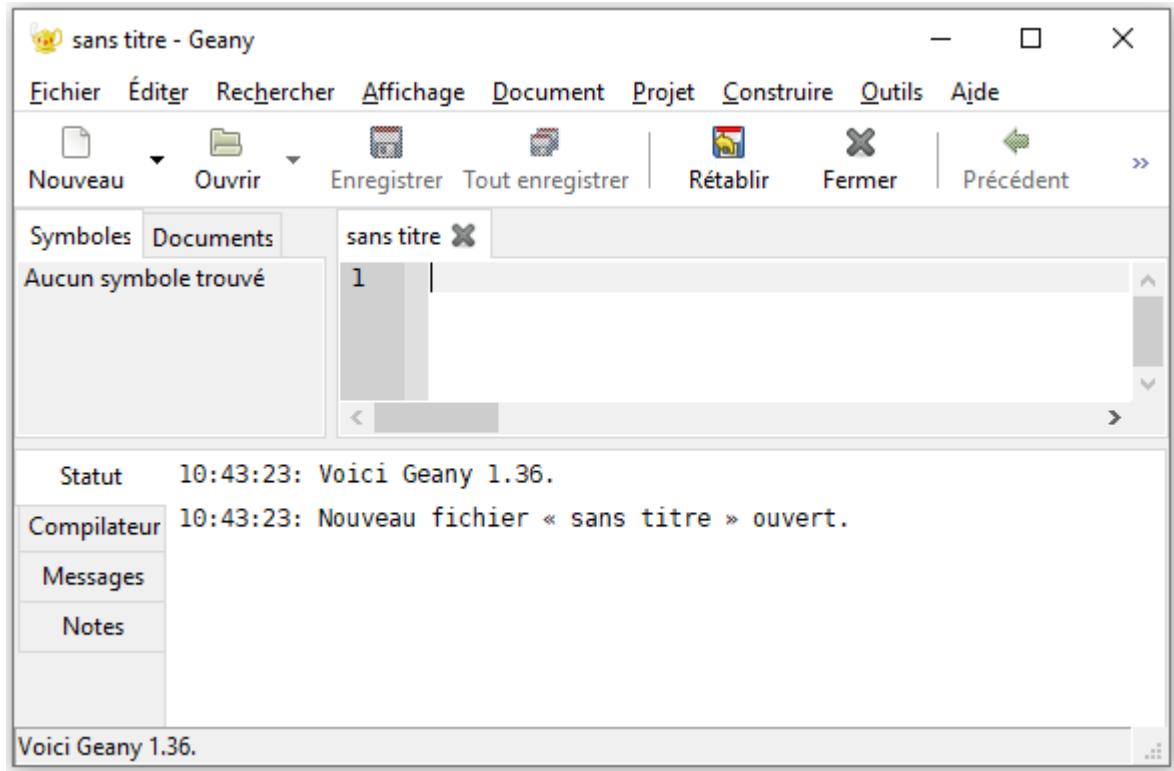 sans titre - Geany
Fichier Éditer Rechercher Affichage Document Projet Construire Outils Aide
Nouveau Ouvrir Enregistrer Tout enregistrer Rétablir Fermer Précédent »
Symboles Documents sans titre
Aucun symbole trouvé 1
Statut 10:43:23: Voici Geany 1.36.
Compilateur 10:43:23: Nouveau fichier « sans titre » ouvert.
Messages
Notes
Voici Geany 1.36.